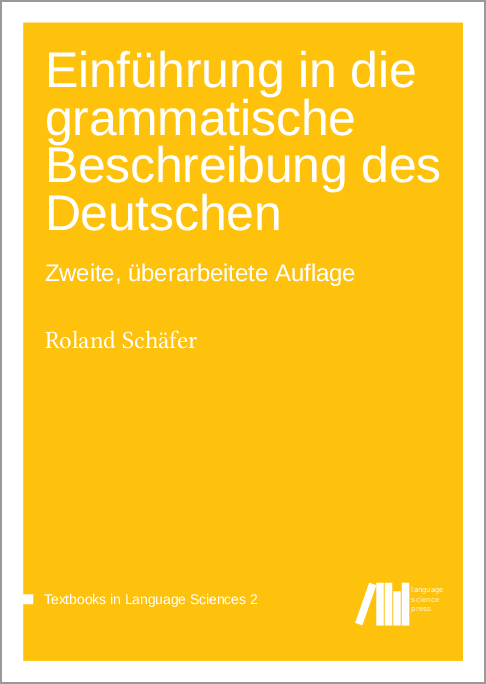 Einführung in die
grammatische
Beschreibung des
Deutschen
Zweite, überarbeitete Auflage
Roland Schäfer
Textbooks in Language Sciences 2
language
science
press